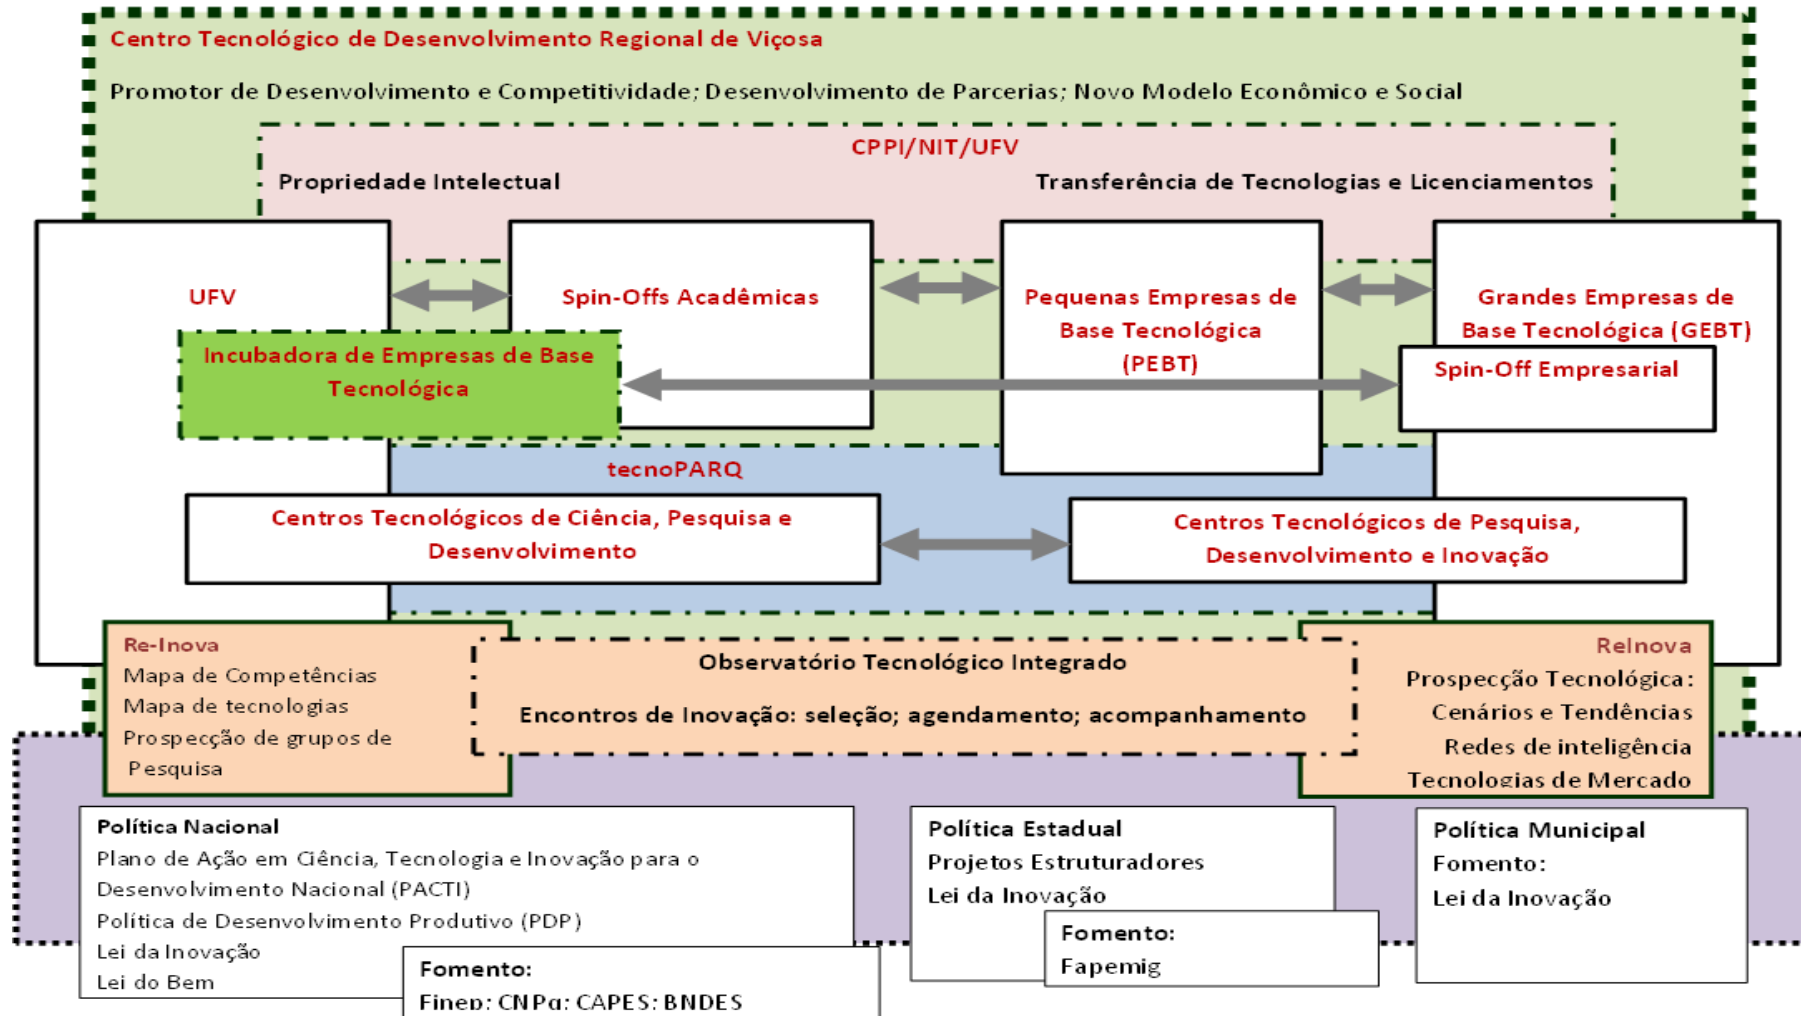 Centro Tecnológico de Desenvolvimento Regional de Viçosa
Promotor de Desenvolvimento e Competitividade; Desenvolvimento de Parcerias; Novo Modelo Econômico e Social
CPPI/NIT/UFV
Propriedade Intelectual
Transferência de Tecnologias e Licenciamentos
UFV
Spin-Offs Acadêmicas
Pequenas Empresas de
Base Tecnológica
(PEBT)
Grandes Empresas de
Base Tecnológica (GEBT)
Incubadora de Empresas de Base
Tecnológica
Spin-Off Empresarial
tecnoPARQ
Centros Tecnológicos de Ciência, Pesquisa e
Desenvolvimento
Centros Tecnológicos de Pesquisa,
Desenvolvimento e Inovação
Re-Inova
Mapa de Competências
Mapa de tecnologias
Prospecção de grupos de
Pesquisa
Observatório Tecnológico Integrado
Encontros de Inovação: seleção; agendamento; acompanhamento
ReInova
Prospecção Tecnológica:
Cenários e Tendências
Redes de inteligência
Tecnologias de Mercado
Política Nacional
Plano de Ação em Ciência, Tecnologia e Inovação para o
Desenvolvimento Nacional (PACTI)
Política de Desenvolvimento Produtivo (PDP)
Lei da Inovação
Lei do Bem
Fomento:
Finep; CNPq; CAPES; BNDES
Política Estadual
Projetos Estruturadores
Lei da Inovação
Fomento:
Fapemig
Política Municipal
Fomento:
Lei da Inovação